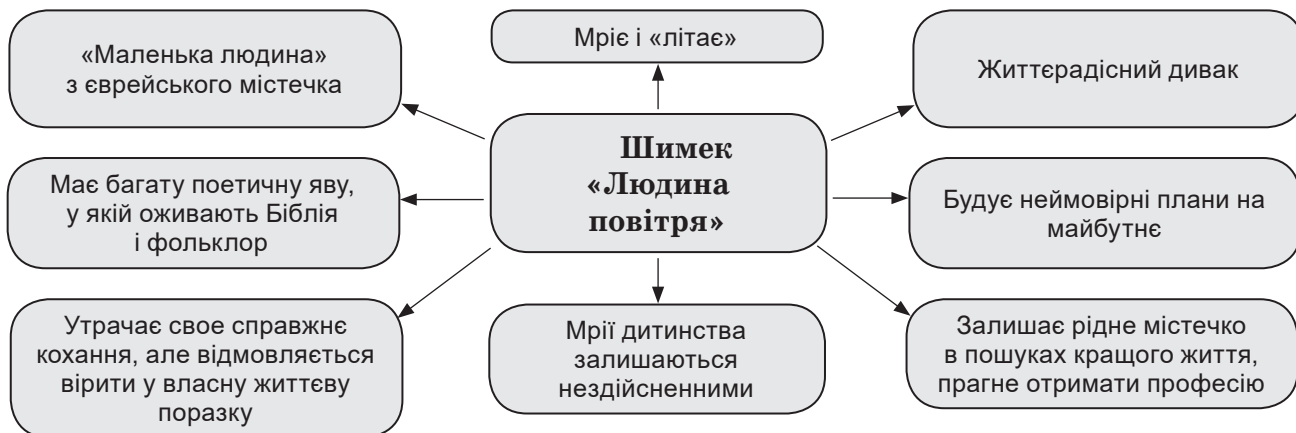 «Маленька людина»
з єврейського містечка
Мріє і «літає»
Життєрадісний дивак
Шимек
«Людина
повітря»
Має багату поетичну яву,
у якій оживають Біблія
і фольклор
Будує неймовірні плани на
майбутнє
Утрачає свое справжнє
кохання, але відмовляється
вірити у власну життєву
поразку
Мрії дитинства
залишаються
нездійсненними
Залишає рідне містечко
в пошуках кращого життя,
прагне отримати професію